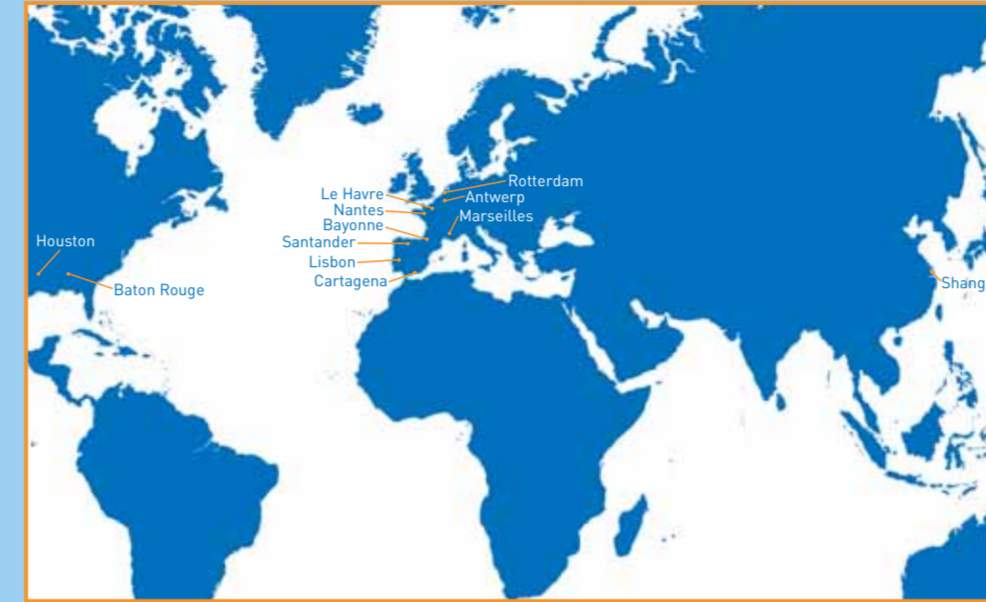 Rotterdam
Le Havre
Antwerp
Nantes
Marseilles
Bayonne
Houston
Santander
Lisbon
Cartagena
Shang
Baton Rouge